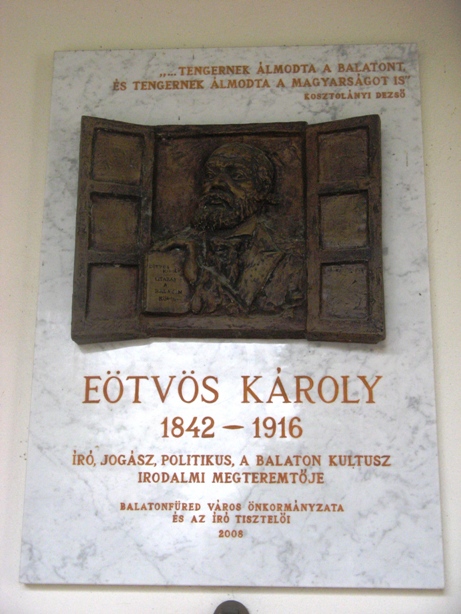 „...TENGERNEK ÁLMODTA A BALATONT,
ÉS TENGERNEK ÁLMODTA A MAGYARSÁGOT IS"
KOSZTOLÁNYI DEZSŐ
EÖTVÖS KÁROLY
1842 – 1916
ÍRÓ, JOGÁSZ, POLITIKUS, A BALATON KULTUSZ
IRODALMI MEGTEREMTŐJE
BALATONFÜRED VÁROS ÖNKORMÁNYZATA
ÉS AZ ÍRÓ TISZTELŐI
2008